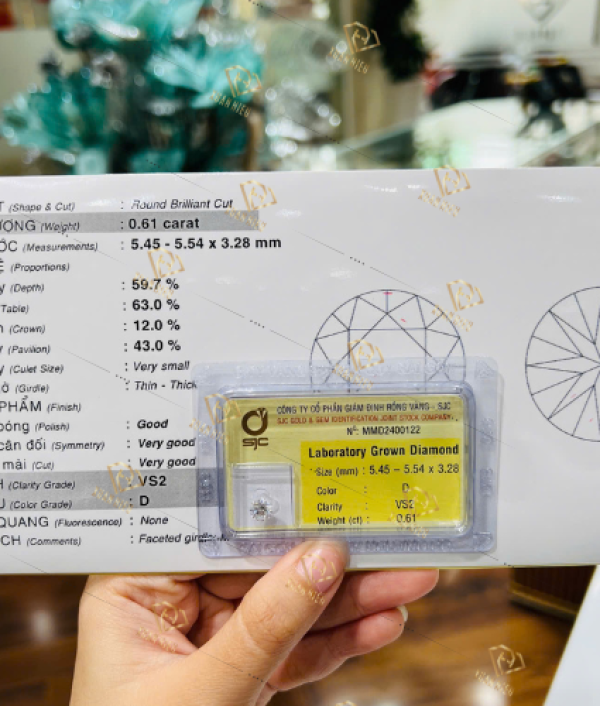 T (Shape & Cut) : Round Brilliant Cut
ƯỢNG (Weight) : 0.61 carat
ỚC (Measurements) : 5.45 - 5.54 x 3.28 mm
Ệ (Proportions)
y (Depth) : 59.7 %
Table) : 63.0 %
n (Crown) : 12.0 %
y (Pavilion) : 43.0 %
y (Culet Size) : Very small
ờ (Girdle) : Thin - Thick
PHẨM (Finish)
bóng (Polish) : Good
cân đối (Symmetry) : Very good
mài (Cut) : Very good
H (Clarity Grade) : VS2
U (Color Grade) : D
QUANG (Fluorescence) : None
CH (Comments) : Faceted girdle
SJC
CÔNG TY CỔ PHẦN GIÁM ĐỊNH RỒNG VÀNG - SJC
SJC GOLD & GEM IDENTIFICATION JOINT STOCK COMPANY
Nº: MMD2400122
Laboratory Grown Diamond
Size (mm) : 5.45 – 5.54 x 3.28
Color : D
Clarity : VS2
Weight (ct) : 0.61
XUÂN HIẾU